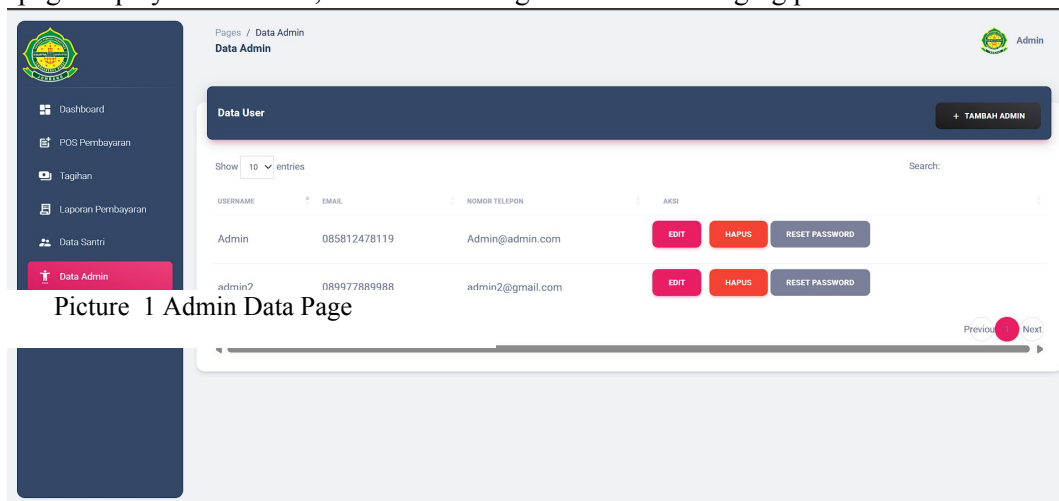 Pages / Data Admin
Data Admin
Admin
Dashboard
POS Pembayaran
Tagihan
Laporan Pembayaran
Data Santri
Data Admin
Data User
+ TAMBAH ADMIN
Show 10 entries
Search:
USERNAME EMAIL NOMOR TELEPON AKSI
Admin 085812478119 Admin@admin.com EDIT HAPUS RESET PASSWORD
admin2 089977889988 admin2@gmail.com EDIT HAPUS RESET PASSWORD
Picture 1 Admin Data Page
1 Next